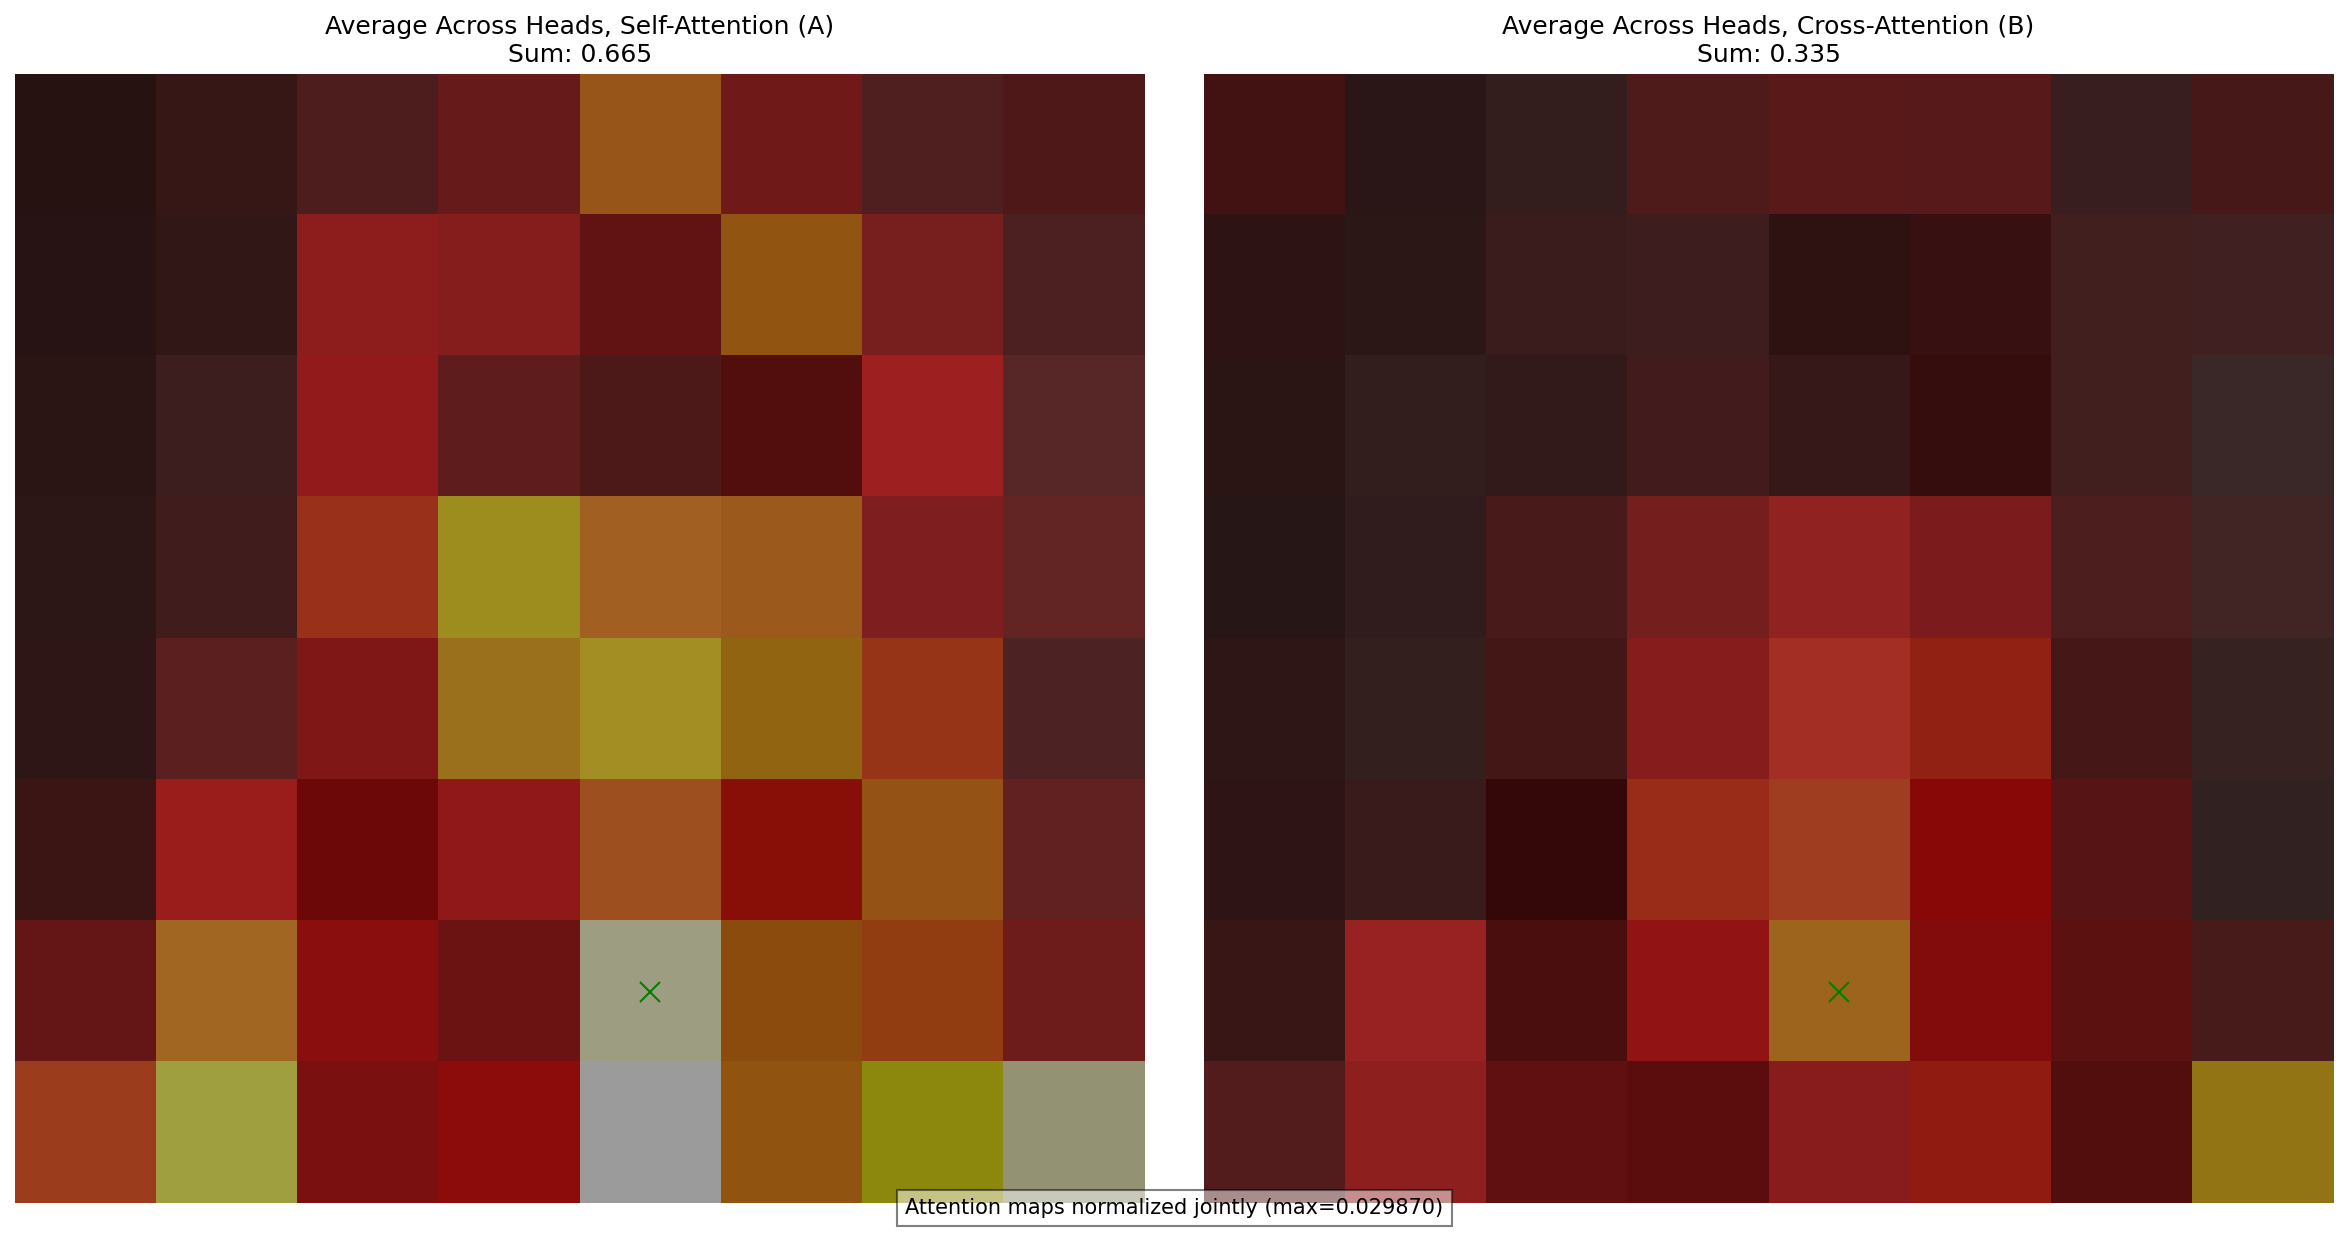 Average Across Heads, Self-Attention (A)
Sum: 0.665
Average Across Heads, Cross-Attention (B)
Sum: 0.335
Attention maps normalized jointly (max=0.029870)